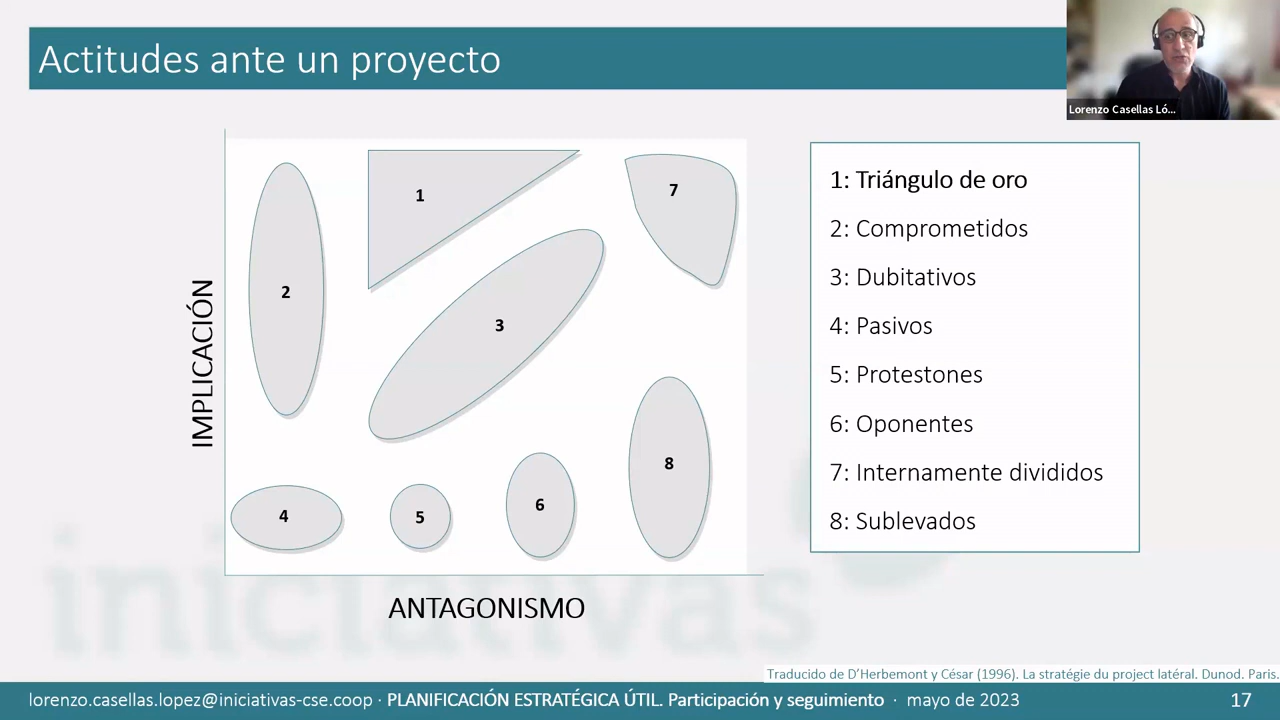 Actitudes ante un proyecto
Lorenzo Casellas Ló...
IMPLICACIÓN
1
2
3
4
5
6
7
8
ANTAGONISMO
1: Triángulo de oro
2: Comprometidos
3: Dubitativos
4: Pasivos
5: Protestones
6: Oponentes
7: Internamente divididos
8: Sublevados
iniciativas
Traducido de D’Herbemont y César (1996). La stratégie du project latéral. Dunod. Paris.
lorenzo.casellas.lopez@iniciativas-cse.coop · PLANIFICACIÓN ESTRATÉGICA ÚTIL. Participación y seguimiento · mayo de 2023
17